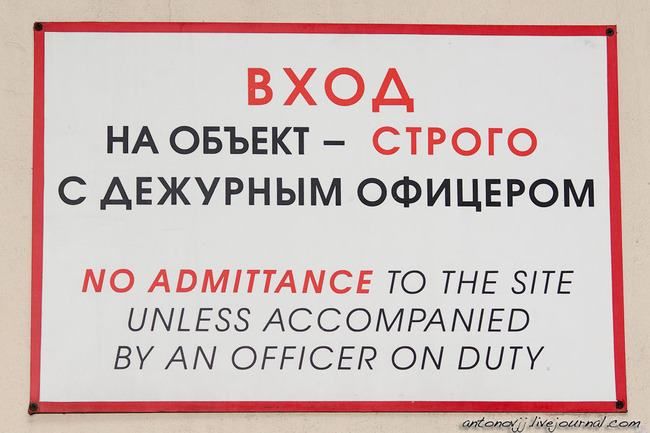 ВХОД
НА ОБЪЕКТ – СТРОГО
С ДЕЖУРНЫМ ОФИЦЕРОМ
NO ADMITTANCE TO THE SITE
UNLESS ACCOMPANIED
BY AN OFFICER ON DUTY
antonovjj.livejournal.com